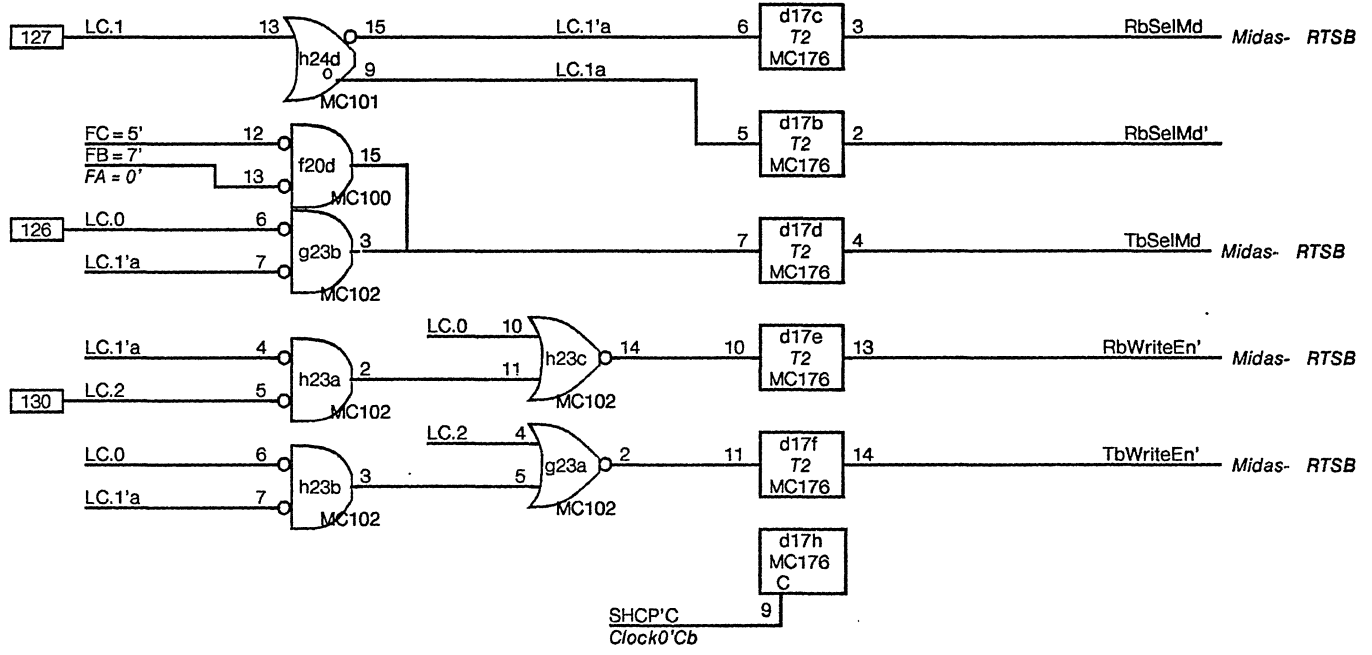 127 LC.1 13 h24d o MC101 15 LC.1'a 6 d17c T2 MC176 3 RbSelMd Midas- RTSB
9 LC.1a 5 d17b T2 MC176 2 RbSelMd'
FC = 5' 12 f20d MC100 15
FB = 7'
FA = 0' 13
126 LC.0 6 g23b MC102 3 7 d17d T2 MC176 4 TbSelMd Midas- RTSB
LC.1'a 7
LC.1'a 4 h23a MC102 2
130 LC.2 5
LC.0 10 h23c MC102 14 10 d17e T2 MC176 13 RbWriteEn' Midas- RTSB
11
LC.0 6 h23b MC102 3
LC.1'a 7
LC.2 4 g23a MC102 2 11 d17f T2 MC176 14 TbWriteEn' Midas- RTSB
5
d17h
MC176
C
SHCP'C 9
Clock0'Cb